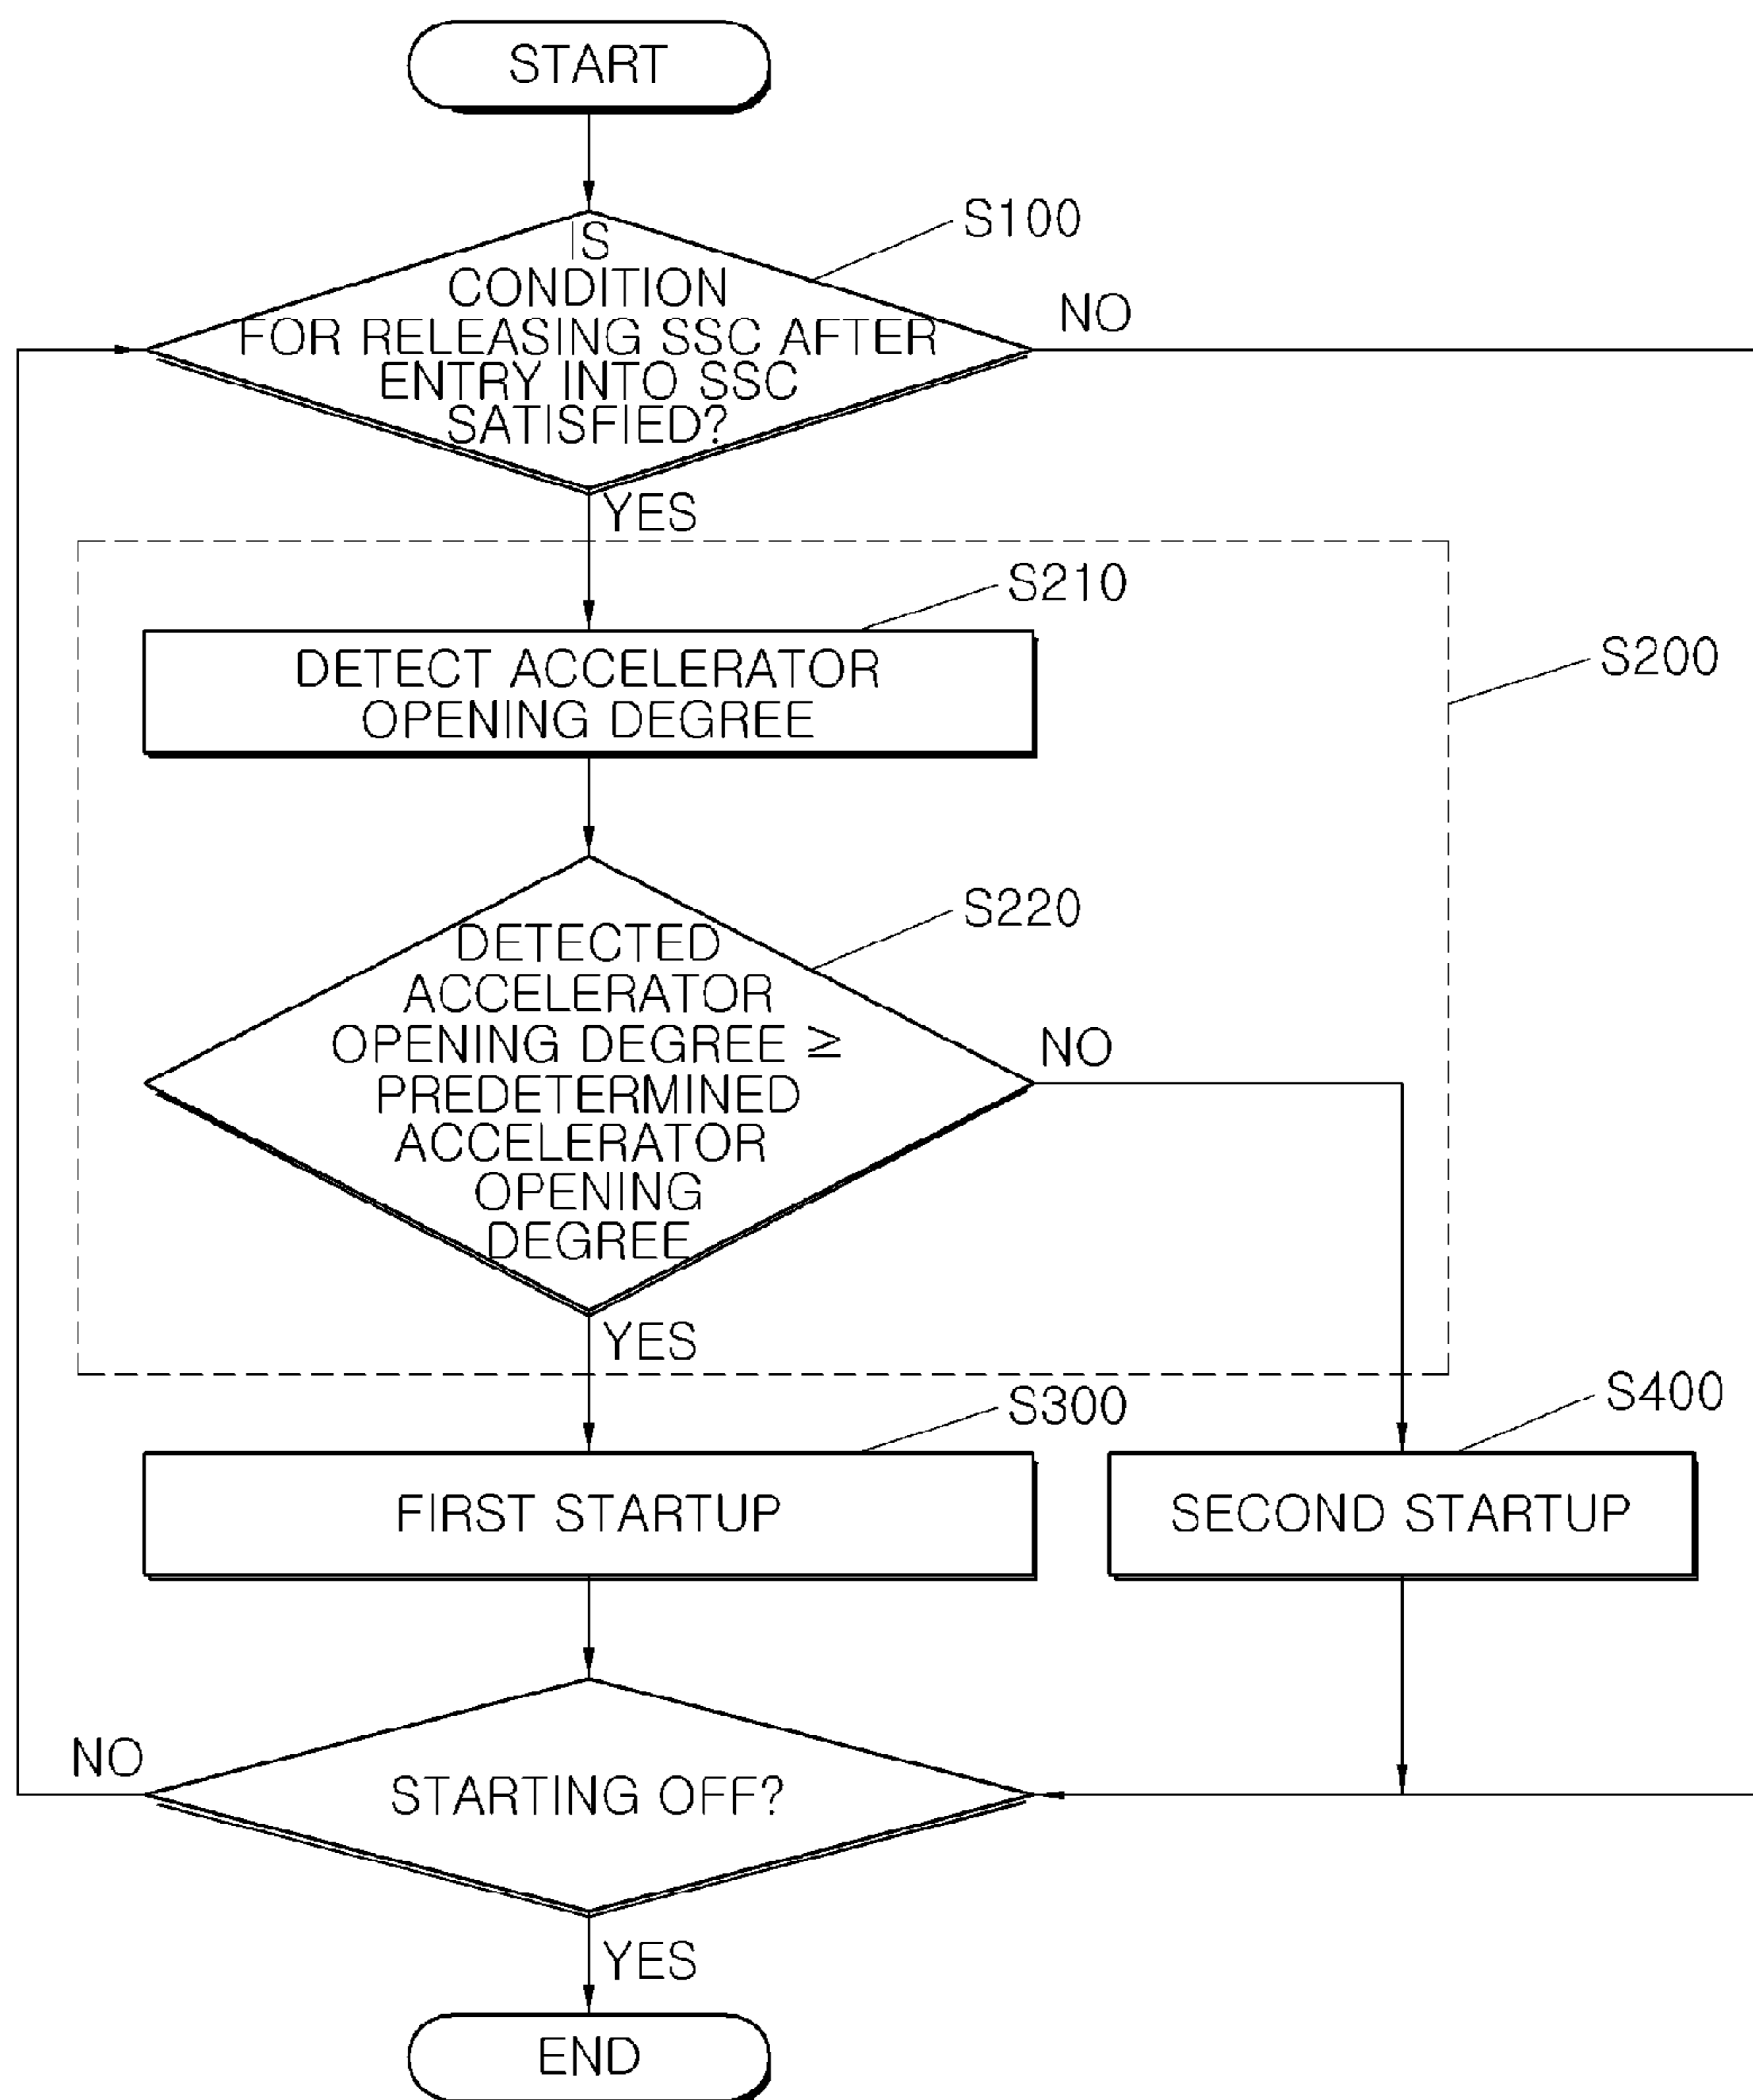 START
S100
IS
CONDITION
FOR RELEASING SSC AFTER
ENTRY INTO SSC
SATISFIED?
NO
YES
S210
DETECT ACCELERATOR
OPENING DEGREE
S200
S220
DETECTED
ACCELERATOR
OPENING DEGREE ≥
PREDETERMINED
ACCELERATOR
OPENING
DEGREE
NO
YES
S300
S400
FIRST STARTUP
SECOND STARTUP
NO
STARTING OFF?
YES
END